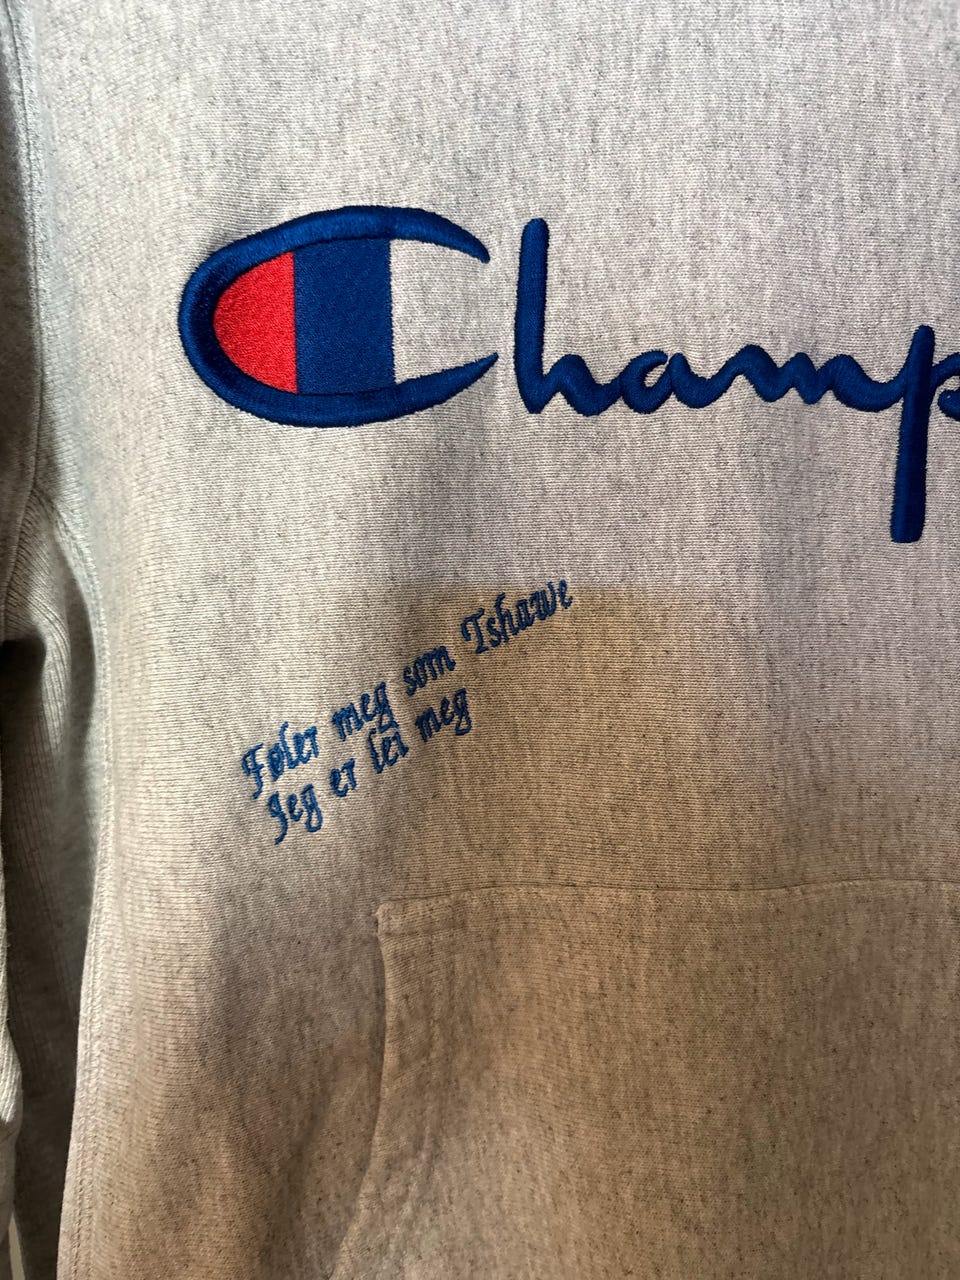 Champ
Føler meg som Tshawe
Jeg er lei meg